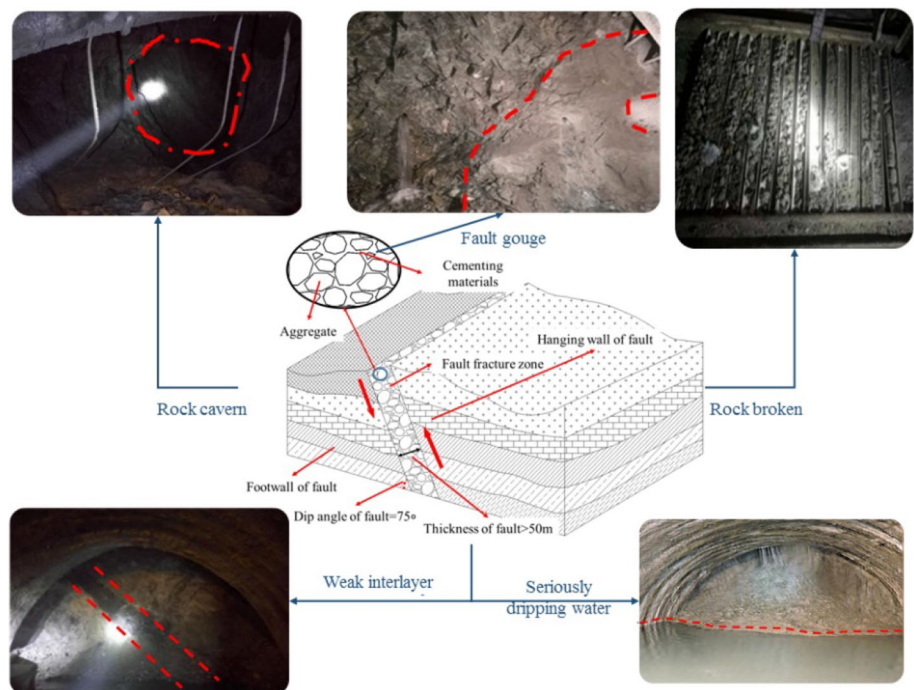 Fault gouge
Cementing
materials
Aggregate
Hanging wall of fault
Fault fracture zone
Rock cavern
Rock broken
Footwall of fault
Dip angle of fault=75°
Thickness of fault>50m
Weak interlayer
Seriously
dripping water